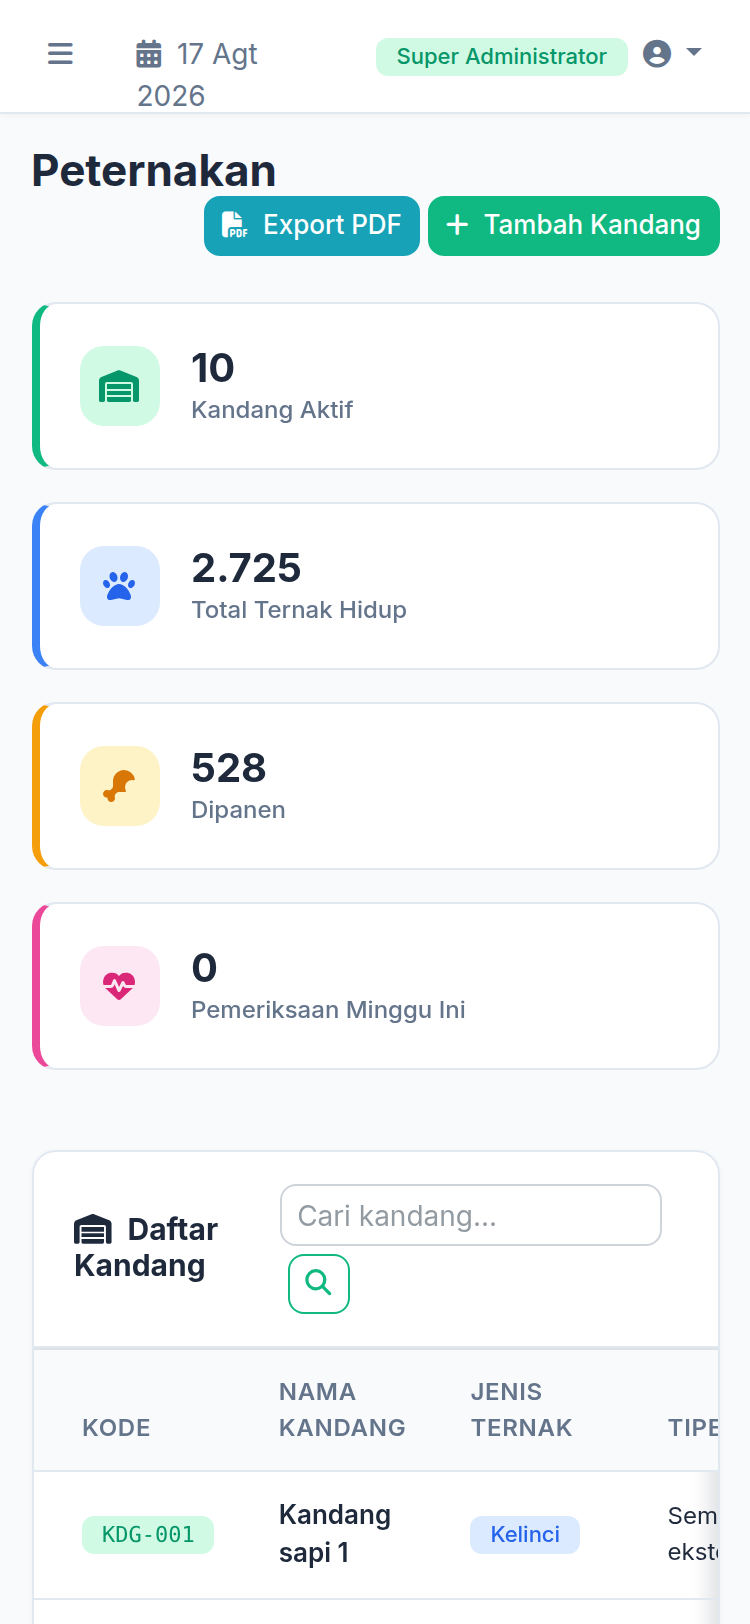 17 Agt
2026
Super Administrator
Peternakan
PDF
Export PDF
Tambah Kandang
10
Kandang Aktif
2.725
Total Ternak Hidup
528
Dipanen
0
Pemeriksaan Minggu Ini
Daftar
Kandang
Cari kandang...
KODE
NAMA
KANDANG
JENIS
TERNAK
TIPE
KDG-001
Kandang
sapi 1
Kelinci